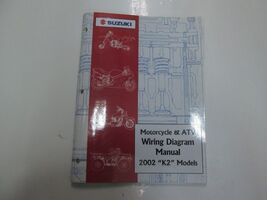 SUZUKI
Motorcycle & ATV
Wiring Diagram
Manual
2002 "K2" Models